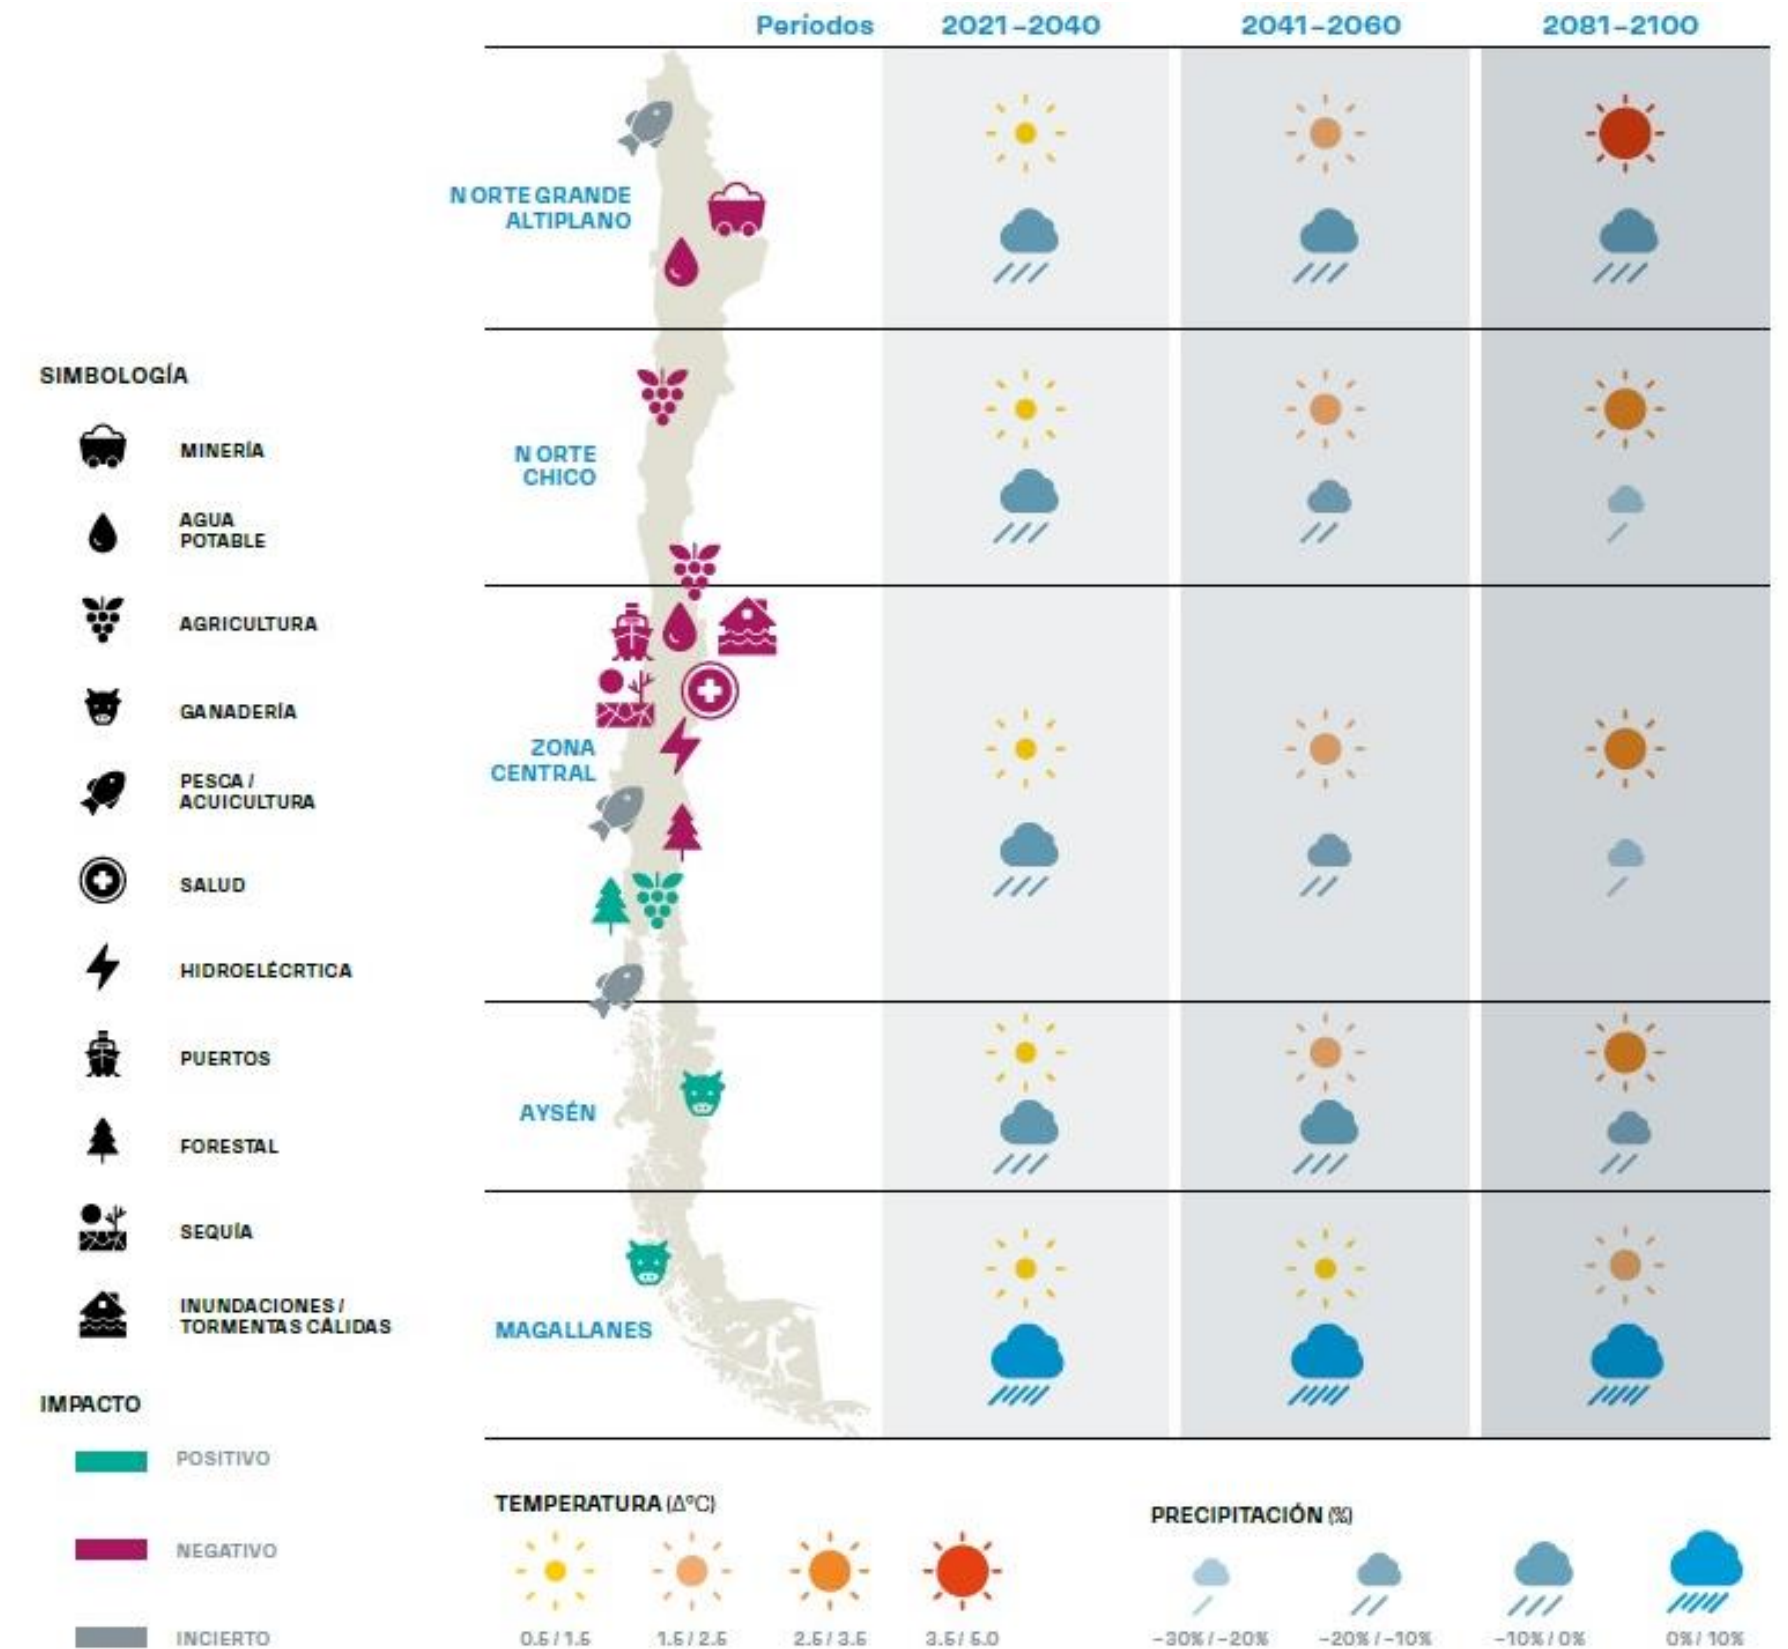 Períodos 2021–2040 2041–2060 2081–2100
NORTE GRANDE
ALTIPLANO
NORTE
CHICO
ZONA
CENTRAL
AYSÉN
MAGALLANES
SIMBOLOGÍA
MINERÍA
AGUA
POTABLE
AGRICULTURA
GANADERÍA
PESCA /
ACUICULTURA
SALUD
HIDROELÉCRTICA
PUERTOS
FORESTAL
SEQUÍA
INUNDACIONES /
TORMENTAS CÁLIDAS
IMPACTO
POSITIVO
NEGATIVO
INCIERTO
TEMPERATURA (Δ°C)
0.5 / 1.5 1.5 / 2.5 2.5 / 3.5 3.5 / 5.0
PRECIPITACIÓN (%)
–30% / –20% –20% / –10% –10% / 0% 0% / 10%